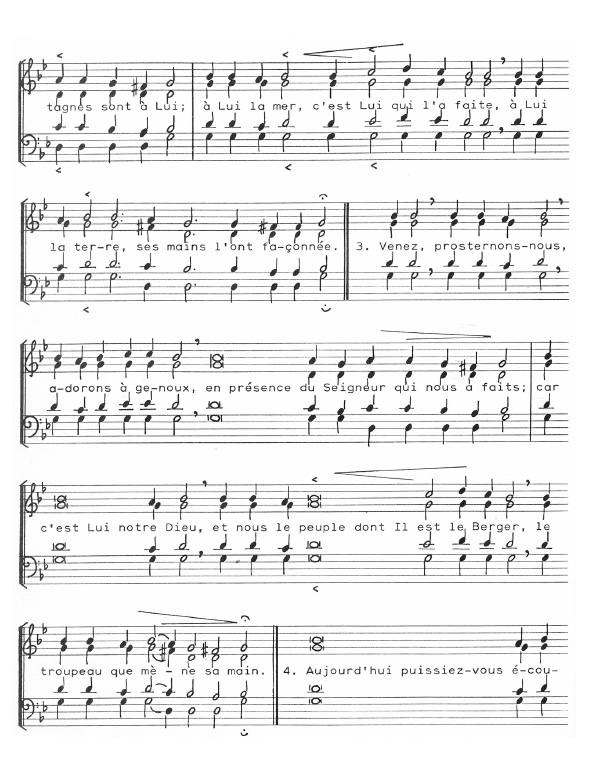 tagnes sont à Lui; à Lui la mer, c'est Lui qui l'a faite, à Lui
la ter-re, ses mains l'ont fa-çonnée. 3. Venez, prosternons-nous,
a-dorons à ge-noux, en présence du Seigneur qui nous a faits; car
c'est Lui notre Dieu, et nous le peuple dont Il est le Berger, le
troupeau que mè - ne sa main. 4. Aujourd'hui puissiez-vous é-cou-